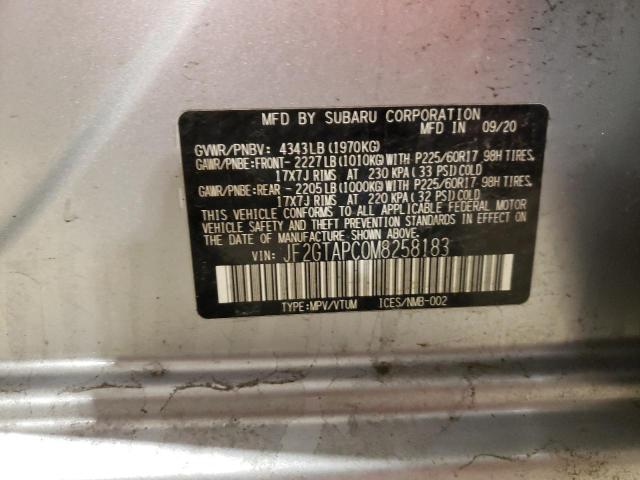 MFD BY SUBARU CORPORATION
MFD IN 09/20
GVWR/PNBV: 4343LB (1970KG)
GAWR/PNBE:FRONT- 2227LB(1010KG)WITH P225/60R17 98H TIRES,
17X7J RIMS AT 230 KPA (33 PSI)COLD
GAWR/PNBE:REAR - 2205LB(1000KG)WITH P225/60R17 98H TIRES,
17X7J RIMS AT 220 KPA (32 PSI)COLD
THIS VEHICLE CONFORMS TO ALL APPLICABLE FEDERAL MOTOR
VEHICLE SAFETY AND THEFT PREVENTION STANDARDS IN EFFECT ON
THE DATE OF MANUFACTURE SHOWN ABOVE.
VIN: JF2GTAPC0M8258183
TYPE:MPV/VTUM ICES/NMB-002